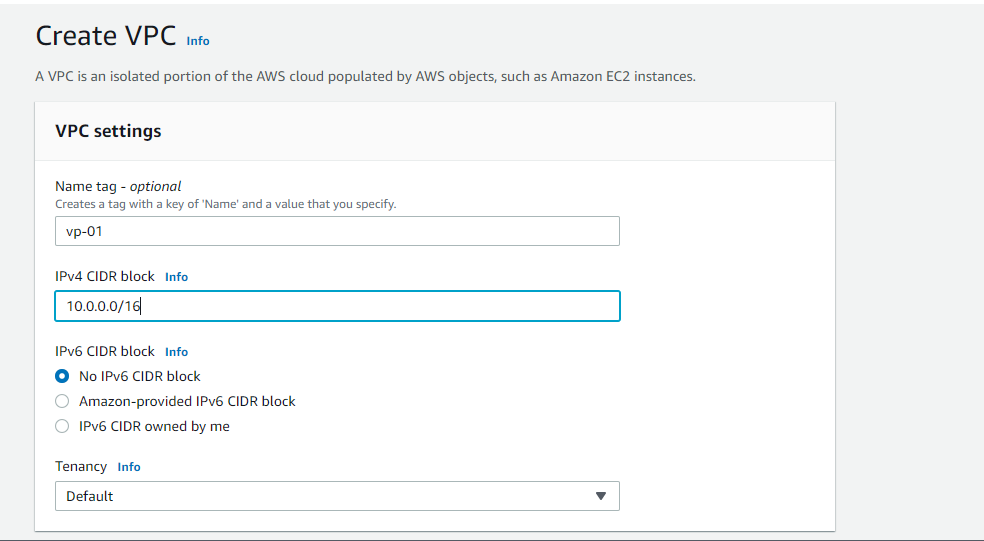 Create VPC Info
A VPC is an isolated portion of the AWS cloud populated by AWS objects, such as Amazon EC2 instances.
VPC settings
Name tag - optional
Creates a tag with a key of 'Name' and a value that you specify.
vp-01
IPv4 CIDR block Info
10.0.0.0/16
IPv6 CIDR block Info
No IPv6 CIDR block
Amazon-provided IPv6 CIDR block
IPv6 CIDR owned by me
Tenancy Info
Default